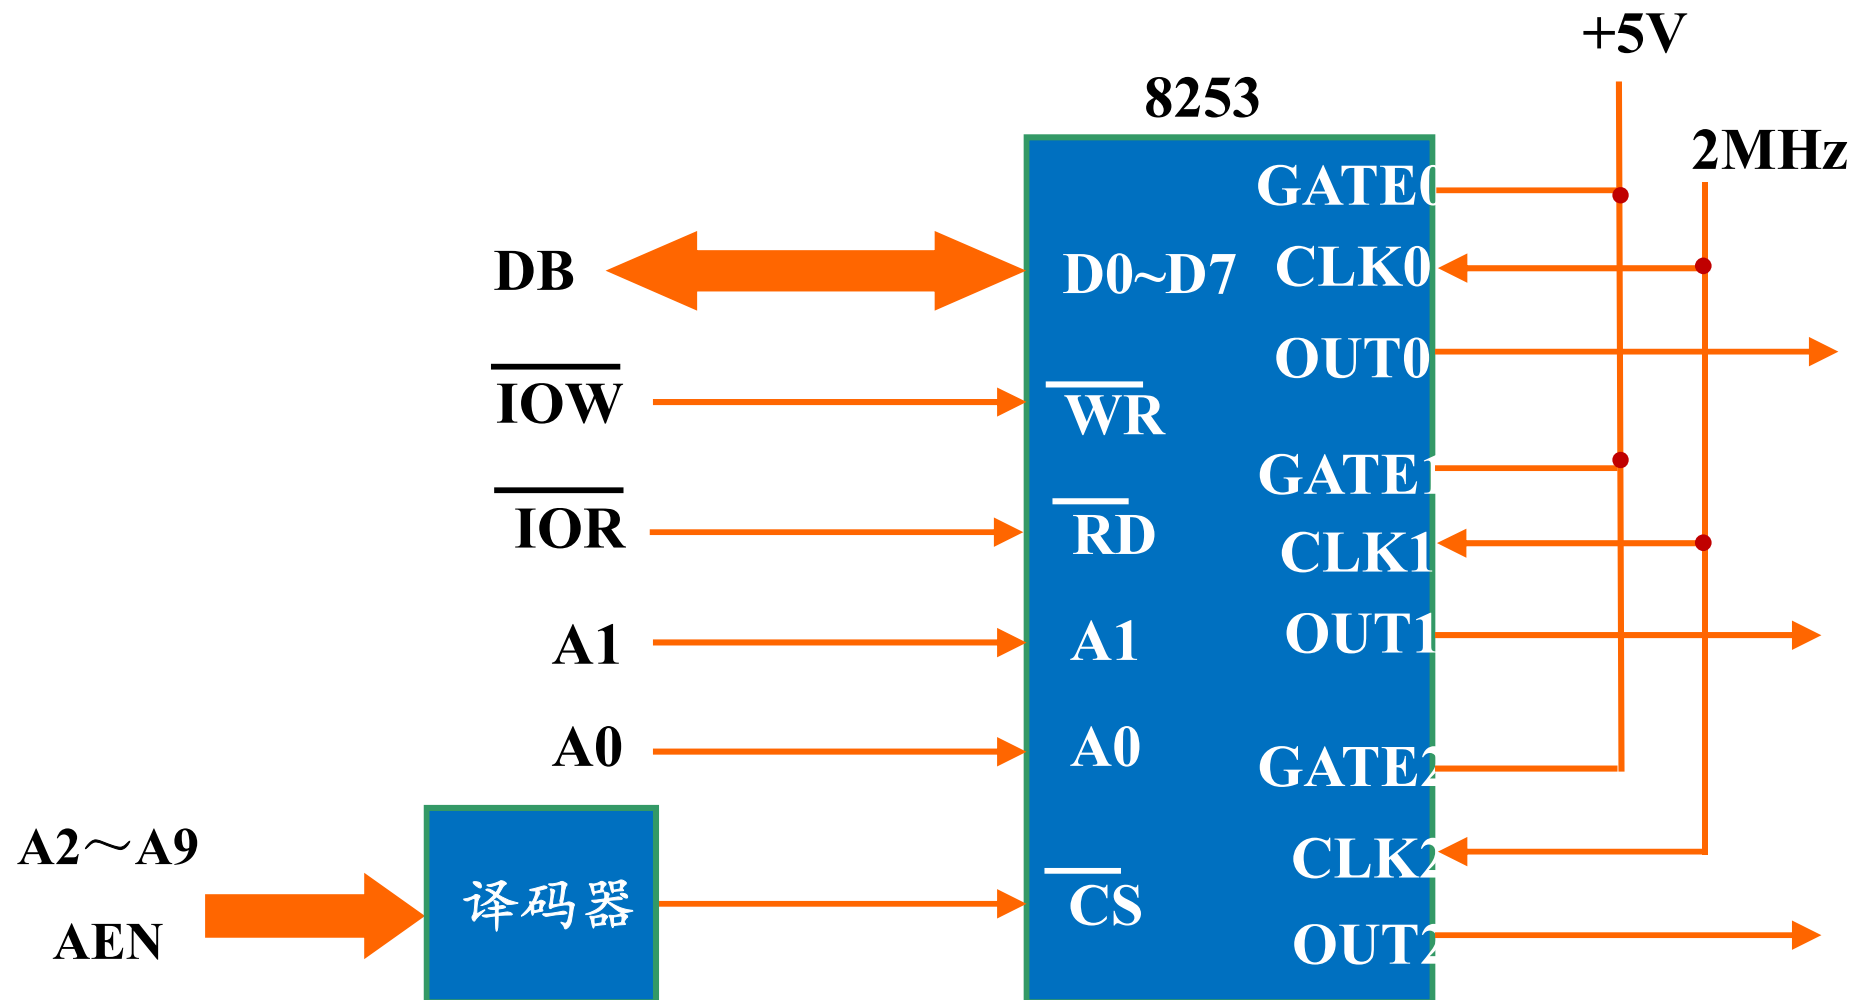 +5V
8253
2MHz
GATE0
CLK0
DB
D0~D7
OUT0
IOW
WR
GATE1
IOR
RD
CLK1
A1
A1
OUT1
A0
A0
GATE2
A2～A9
CLK2
译码器
CS
AEN
OUT2